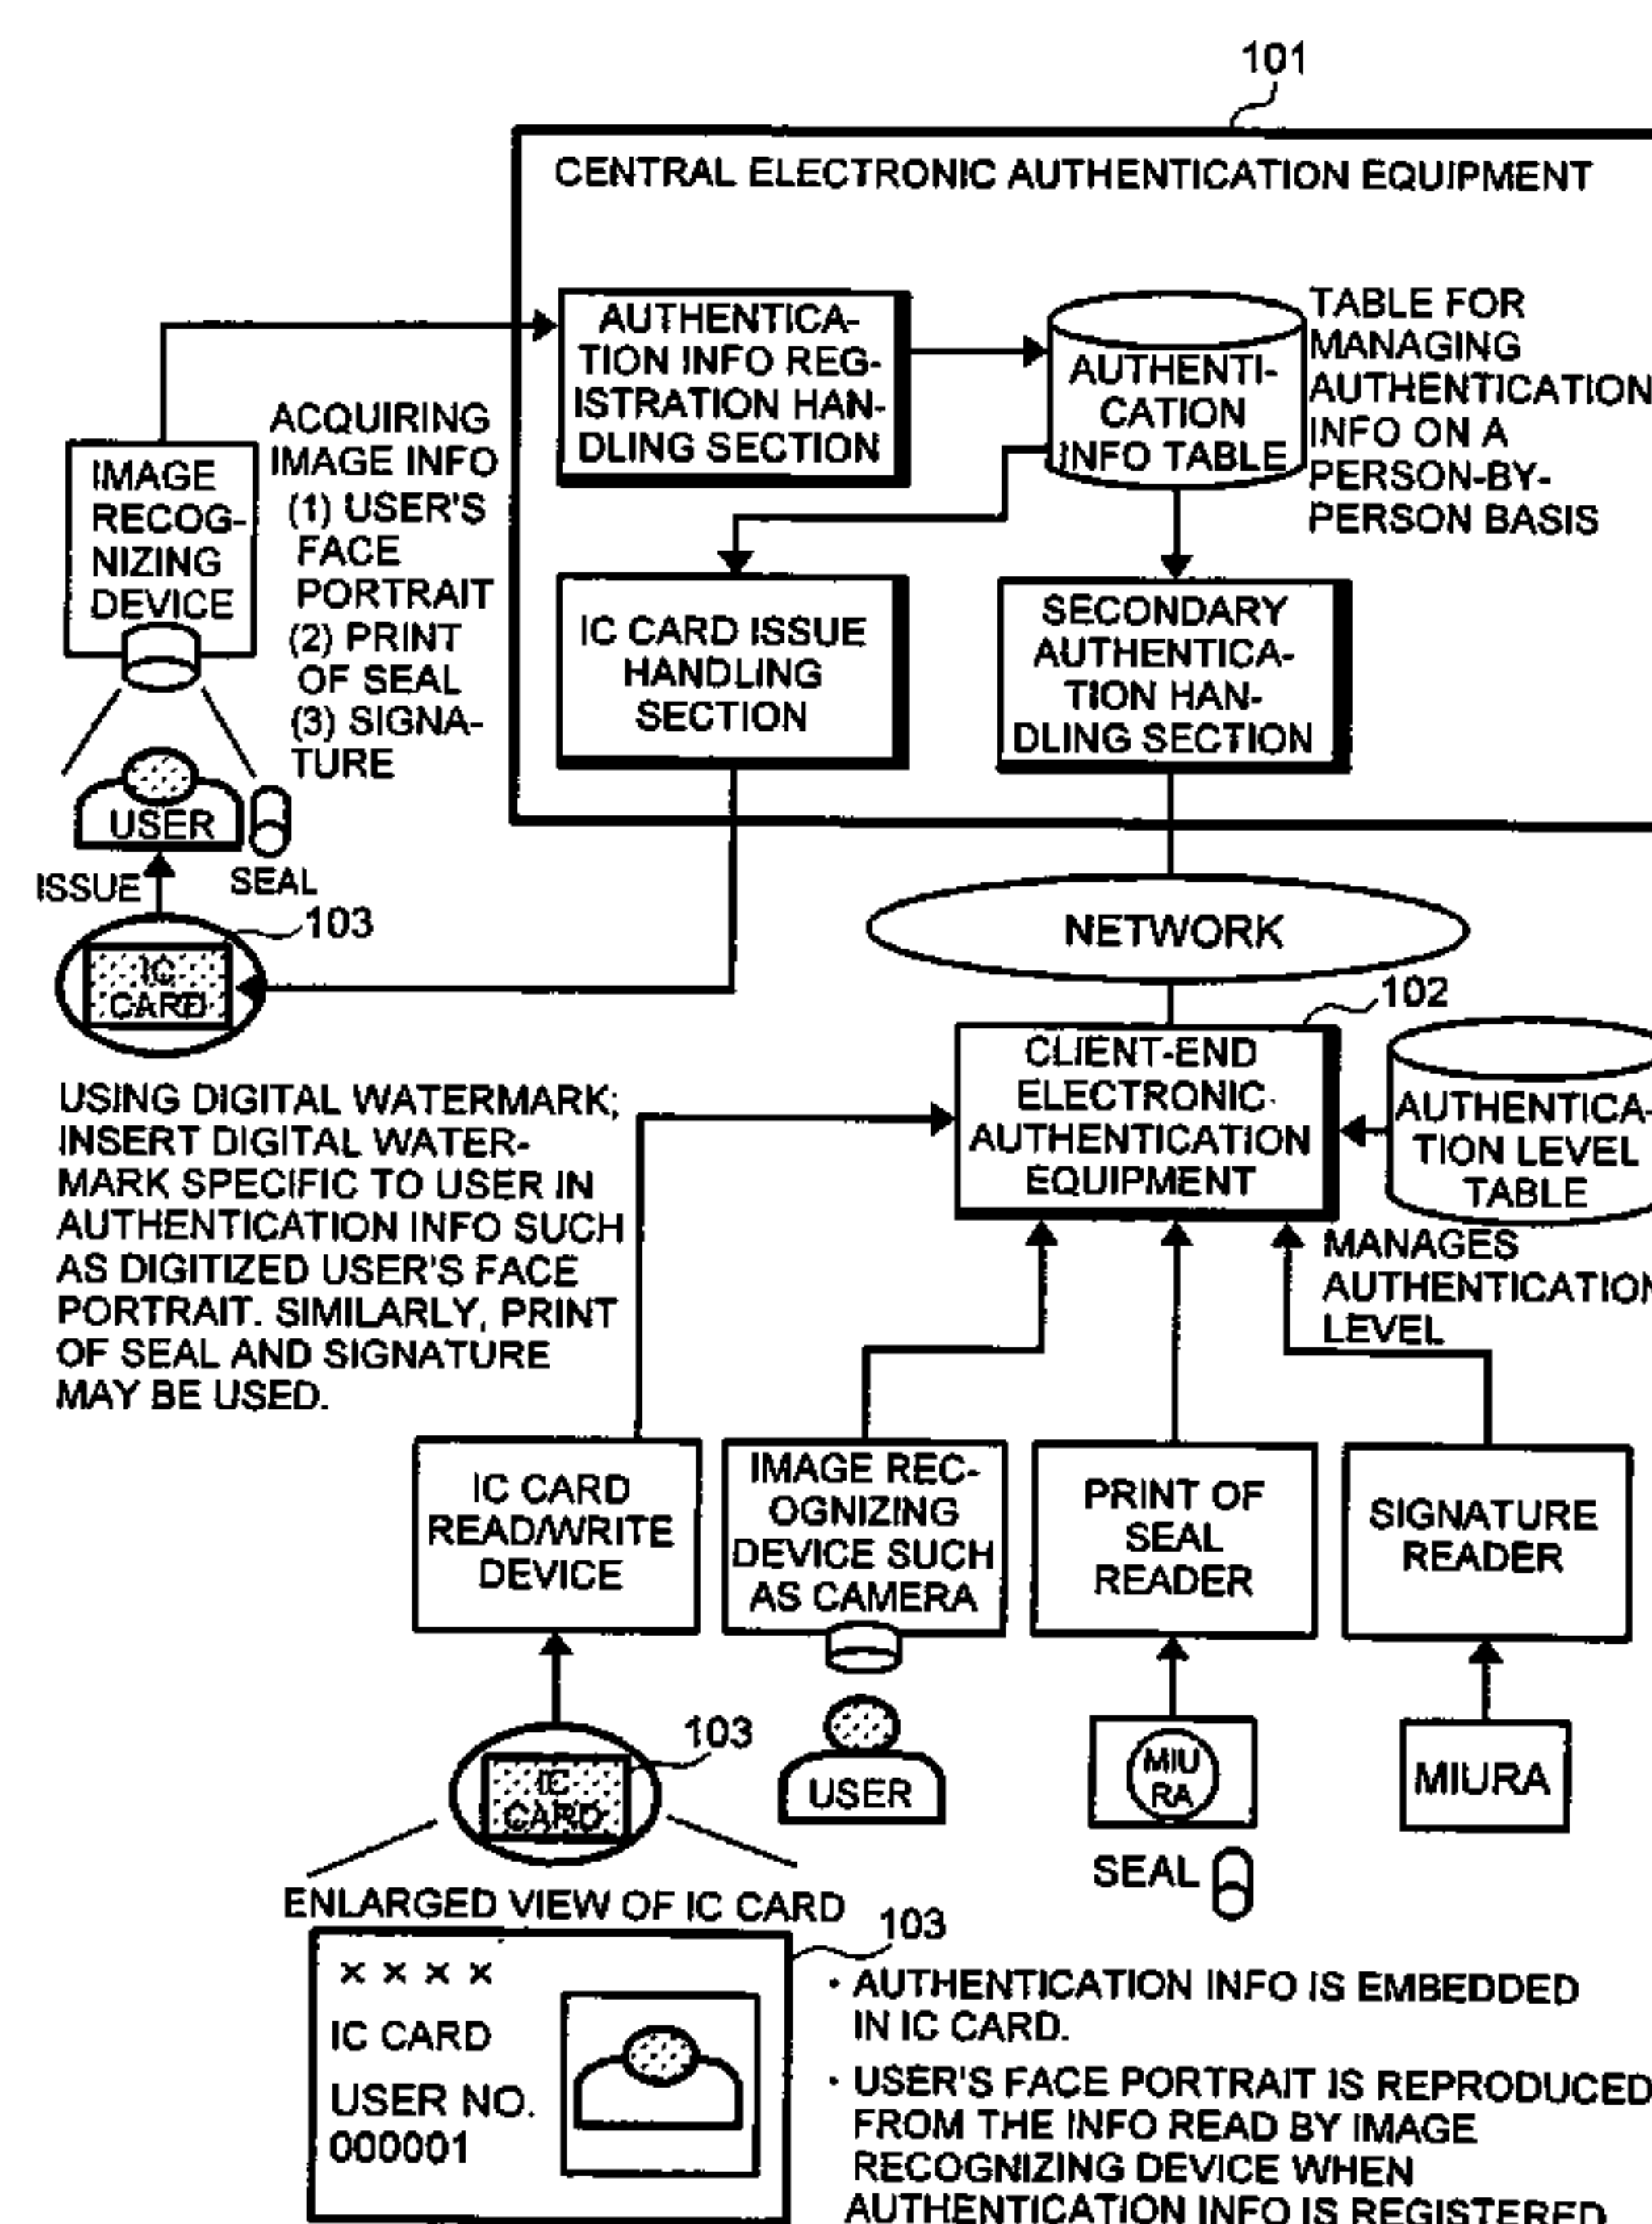 101
CENTRAL ELECTRONIC AUTHENTICATION EQUIPMENT
AUTHENTICA-
TION INFO REG-
ISTRATION HAN-
DLING SECTION
AUTHENTI-
CATION
INFO TABLE
TABLE FOR
MANAGING
AUTHENTICATION
INFO ON A
PERSON-BY-
PERSON BASIS
IMAGE
RECOG-
NIZING
DEVICE
ACQUIRING
IMAGE INFO
(1) USER'S
FACE
PORTRAIT
(2) PRINT
OF SEAL
(3) SIGNA-
TURE
IC CARD ISSUE
HANDLING
SECTION
SECONDARY
AUTHENTICA-
TION HAN-
DLING SECTION
USER
SEAL
ISSUE
103
IC
CARD
NETWORK
102
CLIENT-END
ELECTRONIC
AUTHENTICATION
EQUIPMENT
AUTHENTICA-
TION LEVEL
TABLE
MANAGES
AUTHENTICATION
LEVEL
USING DIGITAL WATERMARK;
INSERT DIGITAL WATER-
MARK SPECIFIC TO USER IN
AUTHENTICATION INFO SUCH
AS DIGITIZED USER'S FACE
PORTRAIT. SIMILARLY, PRINT
OF SEAL AND SIGNATURE
MAY BE USED.
IC CARD
READ/WRITE
DEVICE
IMAGE REC-
OGNIZING
DEVICE SUCH
AS CAMERA
PRINT OF
SEAL
READER
SIGNATURE
READER
103
IC
CARD
USER
MIU
RA
SEAL
MIURA
ENLARGED VIEW OF IC CARD
103
× × × ×
IC CARD
USER NO.
000001
• AUTHENTICATION INFO IS EMBEDDED
IN IC CARD.
• USER'S FACE PORTRAIT IS REPRODUCED
FROM THE INFO READ BY IMAGE
RECOGNIZING DEVICE WHEN
AUTHENTICATION INFO IS REGISTERED